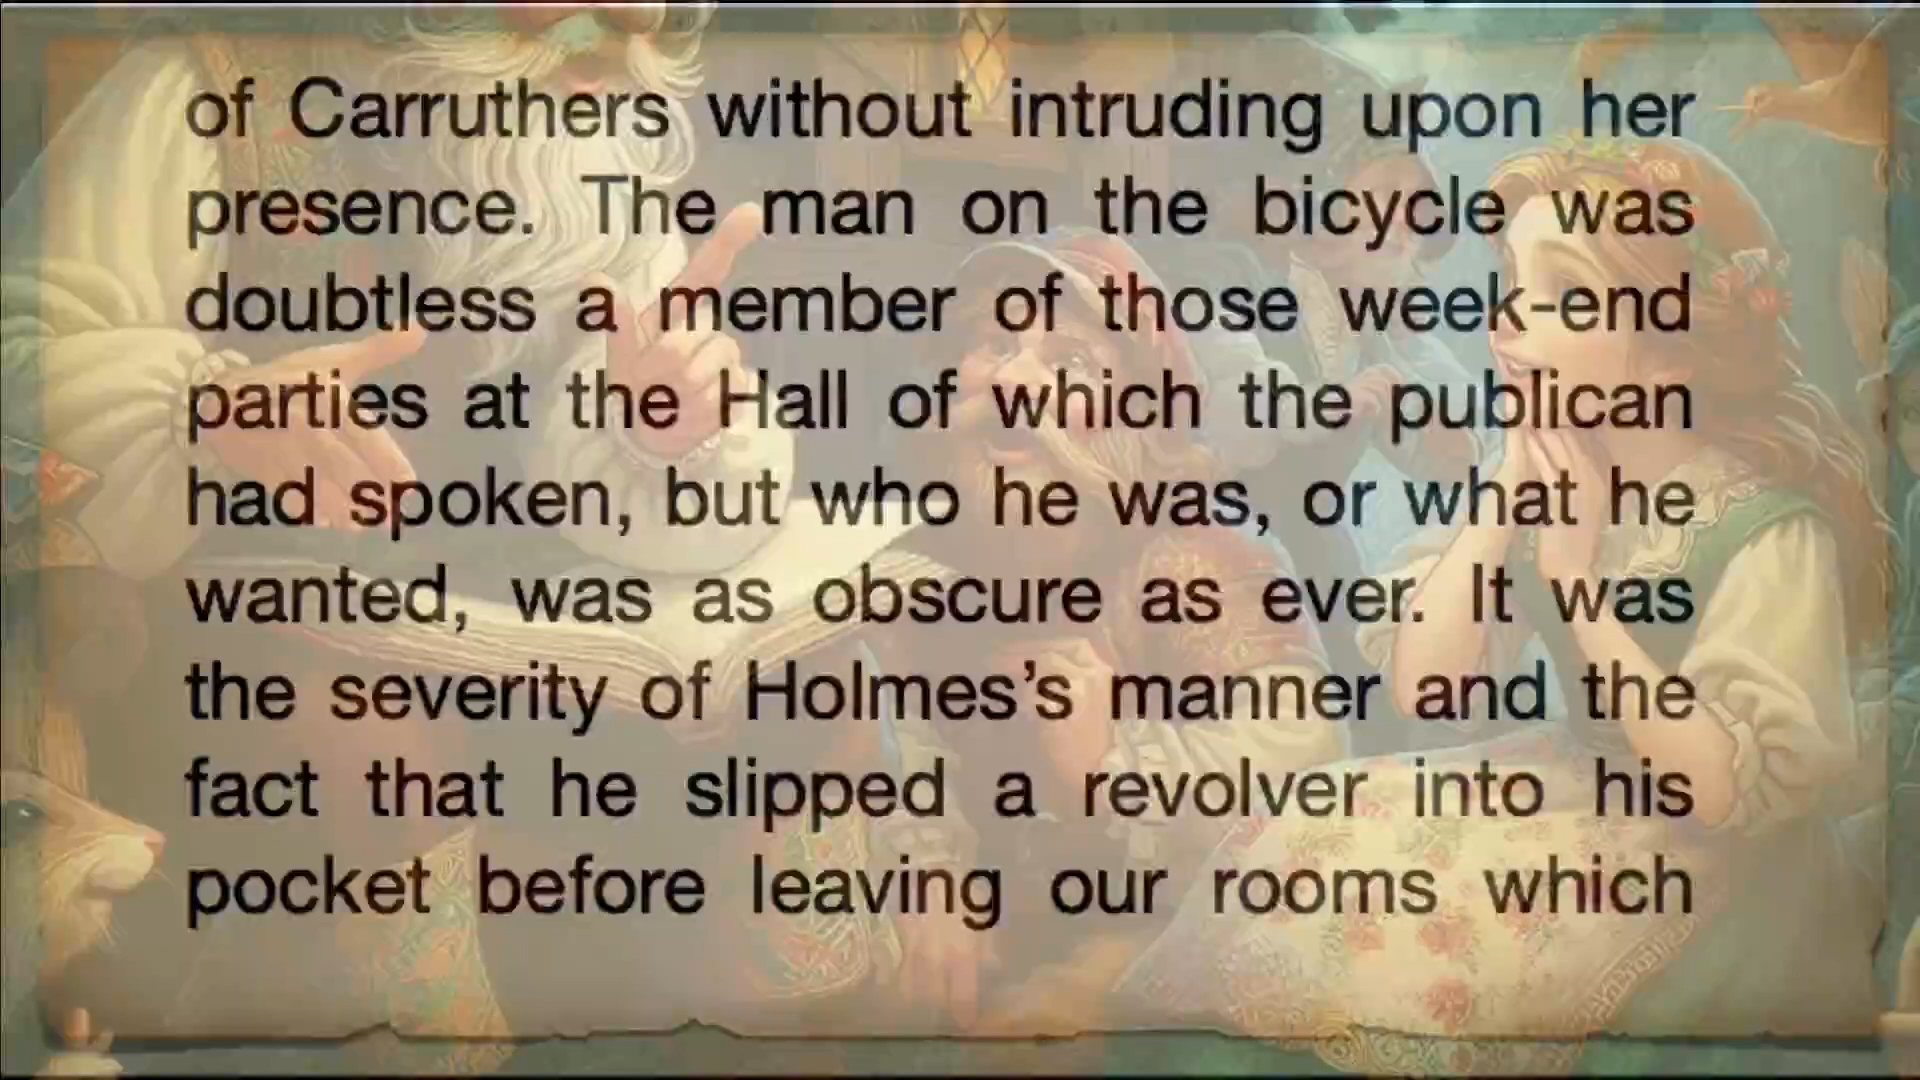 of Carruthers without intruding upon her
presence. The man on the bicycle was
doubtless a member of those week-end
parties at the Hall of which the publican
had spoken, but who he was, or what he
wanted, was as obscure as ever. It was
the severity of Holmes’s manner and the
fact that he slipped a revolver into his
pocket before leaving our rooms which